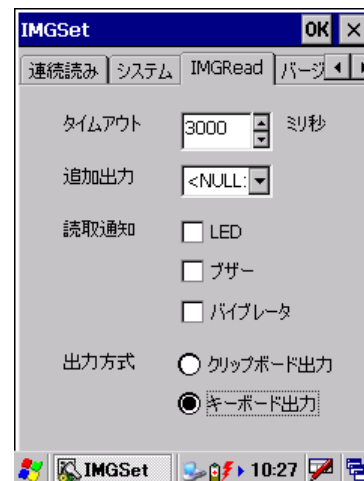 IMGSet OK ×
連続読み システム IMGRead バージ
タイムアウト 3000 ミリ秒
追加出力 <NULL:
読取通知 LED
ブザー
バイブレータ
出力方式 クリップボード出力
キーボード出力
IMGSet 10:27